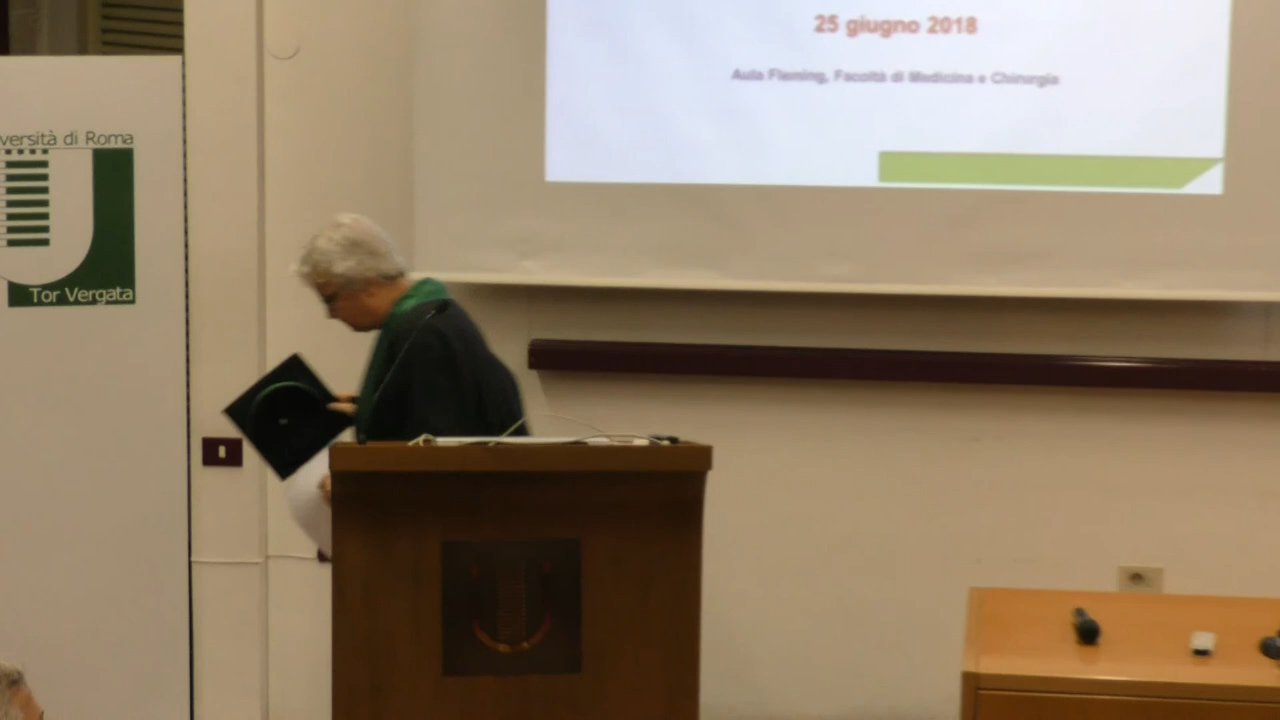 25 giugno 2018
Aula Fleming, Facoltà di Medicina e Chirurgia
versità di Roma
Tor Vergata